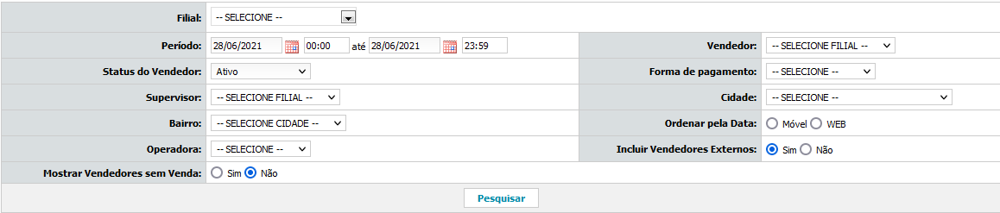 Filial: -- SELECIONE --
Período: 28/06/2021 00:00 até 28/06/2021 23:59 Vendedor: -- SELECIONE FILIAL --
Status do Vendedor: Ativo Forma de pagamento: -- SELECIONE --
Supervisor: -- SELECIONE FILIAL -- Cidade: -- SELECIONE --
Bairro: -- SELECIONE CIDADE -- Ordenar pela Data: Móvel WEB
Operadora: -- SELECIONE -- Incluir Vendedores Externos: Sim Não
Mostrar Vendedores sem Venda: Sim Não
Pesquisar